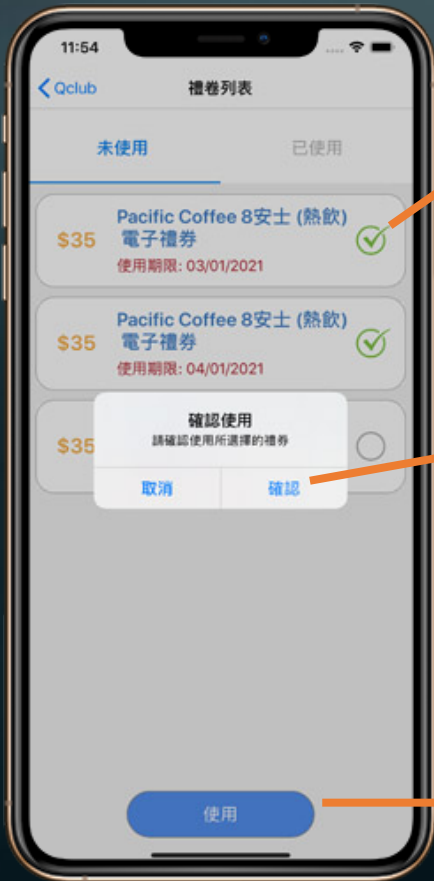 11:54
Qclub
禮卷列表
未使用
已使用
$35
Pacific Coffee 8安士 (熱飲)
電子禮券
使用期限: 03/01/2021
$35
Pacific Coffee 8安士 (熱飲)
電子禮券
使用期限: 04/01/2021
$35
確認使用
請確認使用所選擇的禮券
取消
確認
使用